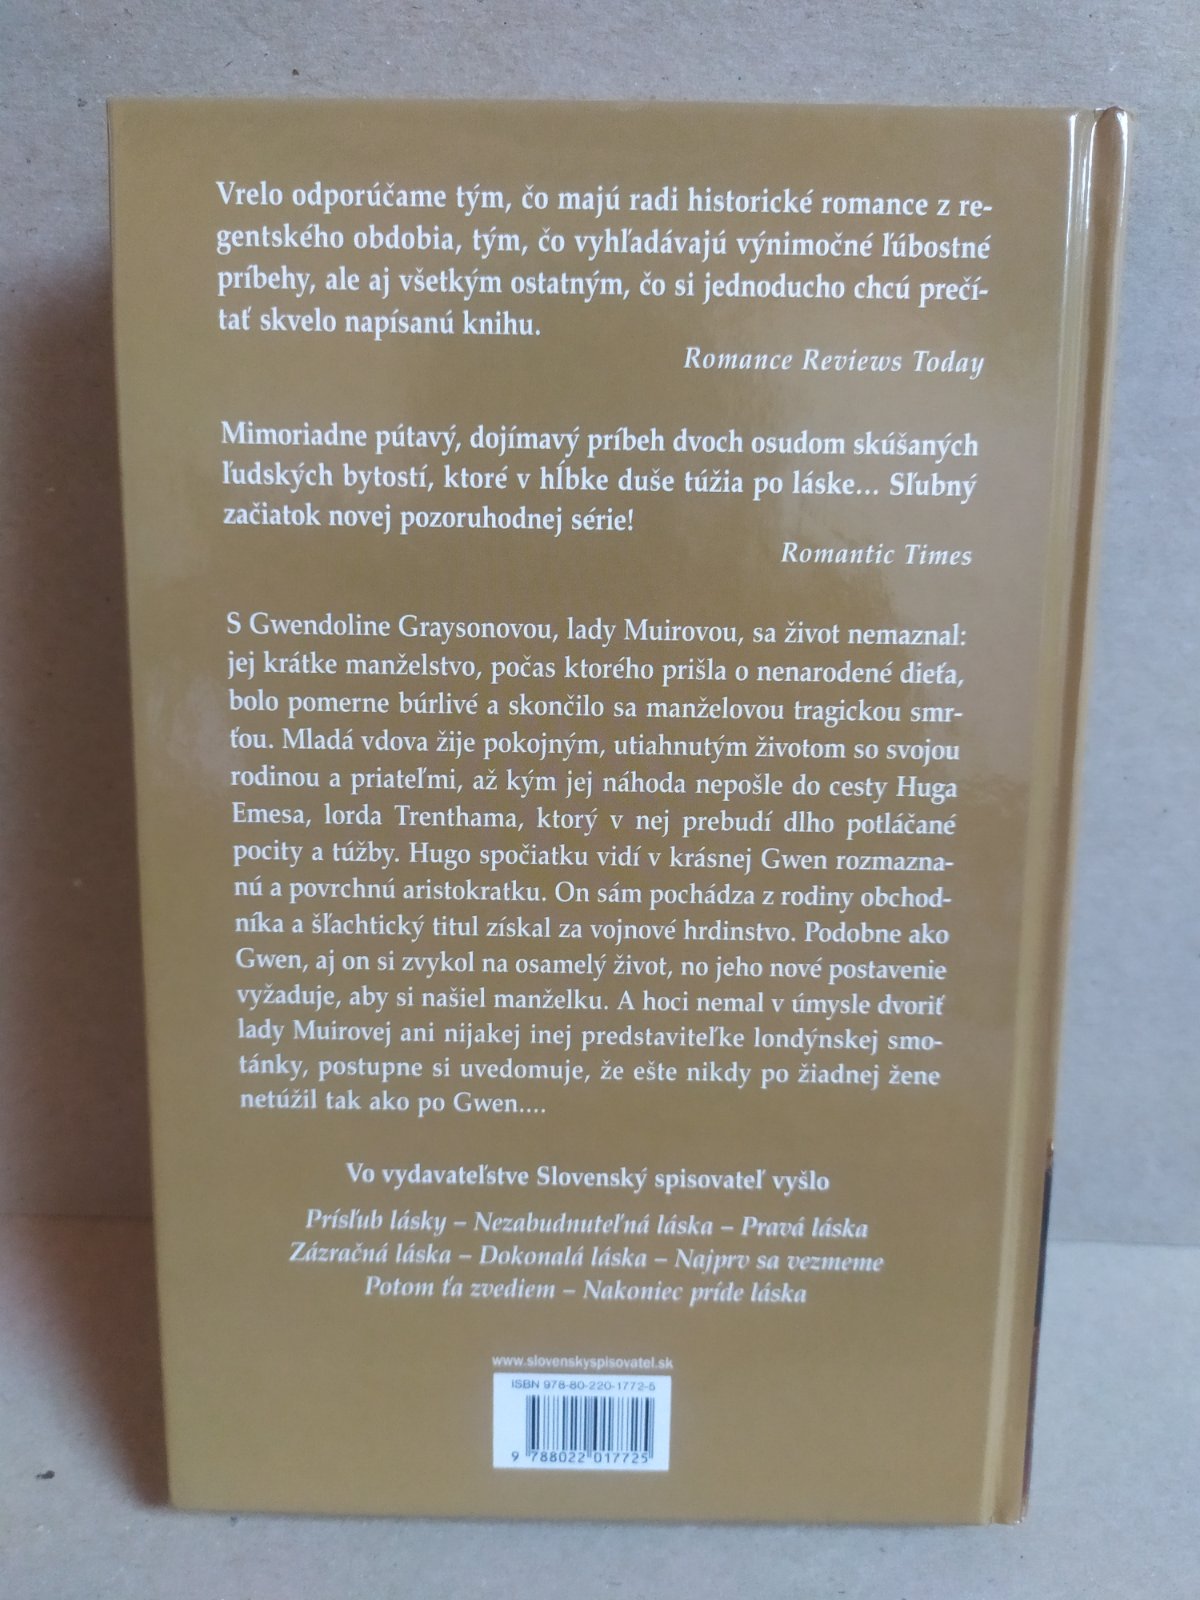 Vrelo odporúčame tým, čo majú radi historické romance z re-
gentského obdobia, tým, čo vyhľadávajú výnimočné ľúbostné
príbehy, ale aj všetkým ostatným, čo si jednoducho chcú prečí-
tať skvelo napísanú knihu.
Romance Reviews Today
Mimoriadne pútavý, dojímavý príbeh dvoch osudom skúšaných
ľudských bytostí, ktoré v hĺbke duše túžia po láske... Sľubný
začiatok novej pozoruhodnej série!
Romantic Times
S Gwendoline Graysonovou, lady Muirovou, sa život nemaznal:
jej krátke manželstvo, počas ktorého prišla o nenarodené dieťa,
bolo pomerne búrlivé a skončilo sa manželovou tragickou smr-
ťou. Mladá vdova žije pokojným, utiahnutým životom so svojou
rodinou a priateľmi, až kým jej náhoda nepošle do cesty Huga
Emesa, lorda Trenthama, ktorý v nej prebudí dlho potláčané
pocity a túžby. Hugo spočiatku vidí v krásnej Gwen rozmazna-
nú a povrchnú aristokratku. On sám pochádza z rodiny obchod-
níka a šľachtický titul získal za vojnové hrdinstvo. Podobne ako
Gwen, aj on si zvykol na osamelý život, no jeho nové postavenie
vyžaduje, aby si našiel manželku. A hoci nemal v úmysle dvoriť
lady Muirovej ani nijakej inej predstaviteľke londýnskej smo-
tánky, postupne si uvedomuje, že ešte nikdy po žiadnej žene
netúžil tak ako po Gwen....
Vo vydavateľstve Slovenský spisovateľ vyšlo
Prísľub lásky – Nezabudnuteľná láska – Pravá láska
Zázračná láska – Dokonalá láska – Najprv sa vezmeme
Potom ťa zvediem – Nakoniec príde láska
www.slovenskyspisovatel.sk
ISBN 978-80-220-1772-5
9 788022 017725